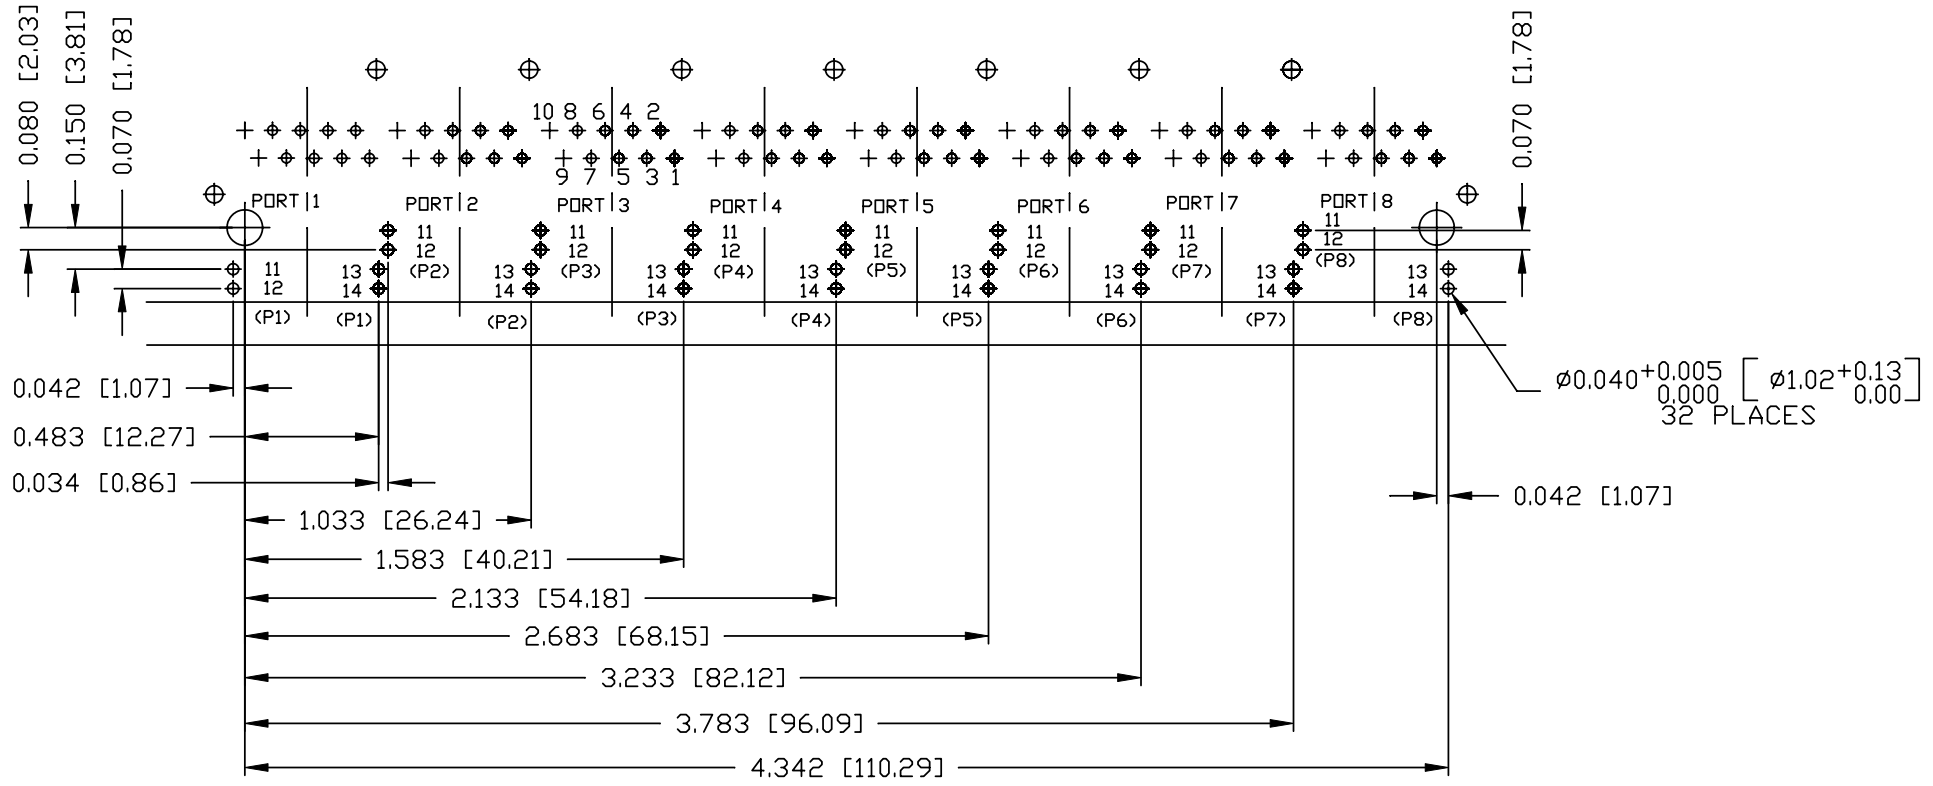 0.080 [2.03]
0.150 [3.81]
0.070 [1.78]
0.070 [1.78]
10 8 6 4 2
9 7 5 3 1
PORT 1
PORT 2
PORT 3
PORT 4
PORT 5
PORT 6
PORT 7
PORT 8
11
12
(P2)
11
12
(P3)
11
12
(P4)
11
12
(P5)
11
12
(P6)
11
12
(P7)
11
12
(P8)
11
12
(P1)
13
14
(P1)
13
14
(P2)
13
14
(P3)
13
14
(P4)
13
14
(P5)
13
14
(P6)
13
14
(P7)
13
14
(P8)
0.042 [1.07]
0.483 [12.27]
0.034 [0.86]
1.033 [26.24]
1.583 [40.21]
2.133 [54.18]
2.683 [68.15]
3.233 [82.12]
3.783 [96.09]
4.342 [110.29]
ø0.040 +0.005 0.000 [ø1.02 +0.13 0.00]
32 PLACES
0.042 [1.07]